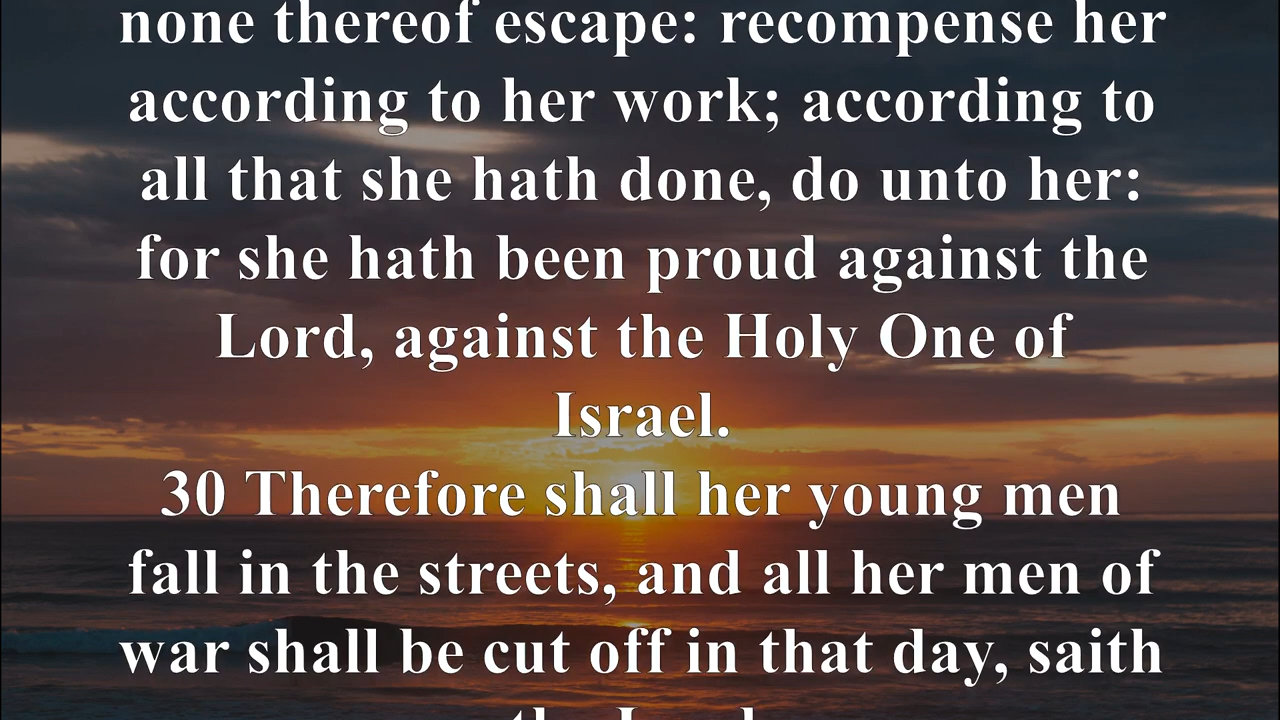 none thereof escape: recompense her
according to her work; according to
all that she hath done, do unto her:
for she hath been proud against the
Lord, against the Holy One of
Israel.
30 Therefore shall her young men
fall in the streets, and all her men of
war shall be cut off in that day, saith